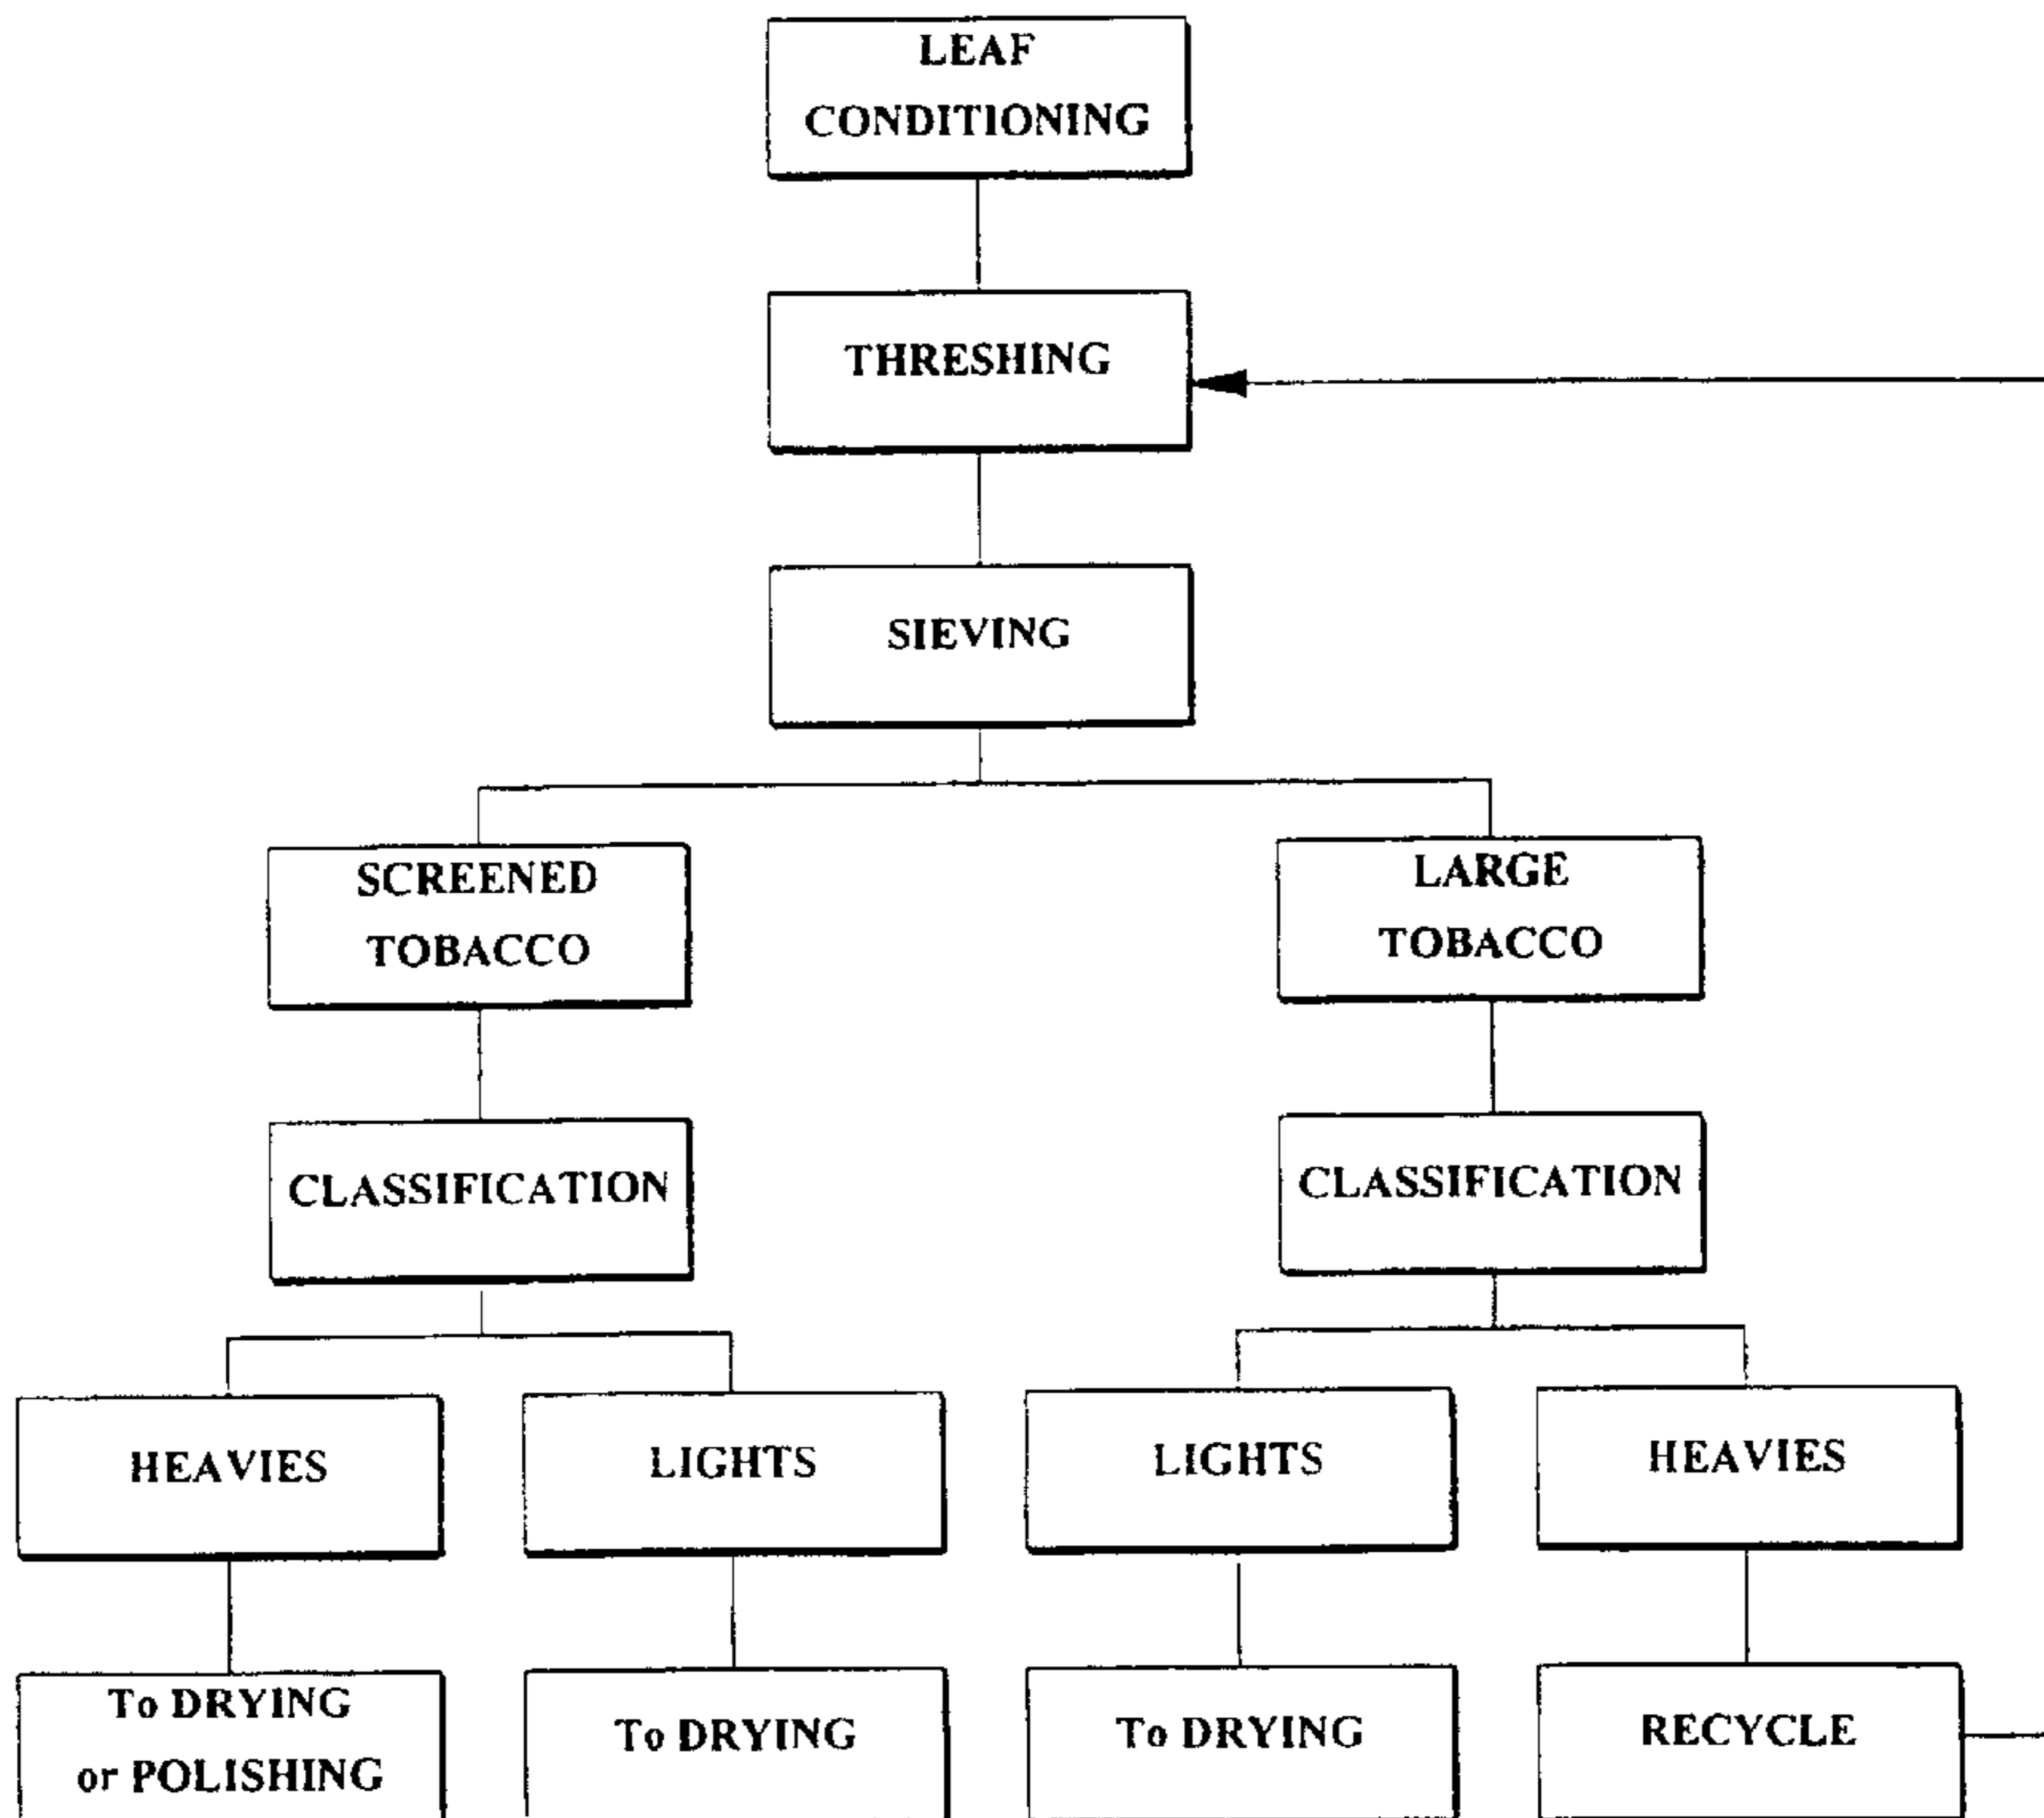 LEAF
CONDITIONING
THRESHING
SIEVING
SCREENED
TOBACCO
LARGE
TOBACCO
CLASSIFICATION
CLASSIFICATION
HEAVIES
LIGHTS
LIGHTS
HEAVIES
To DRYING
or POLISHING
To DRYING
To DRYING
RECYCLE